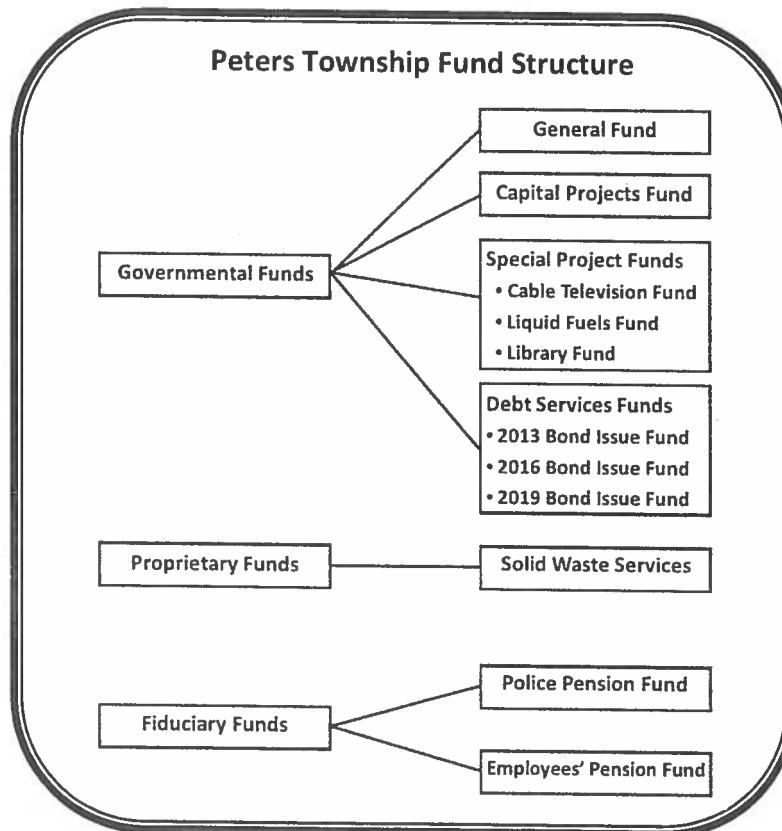 Peters Township Fund Structure
Governmental Funds
General Fund
Capital Projects Fund
Special Project Funds
• Cable Television Fund
• Liquid Fuels Fund
• Library Fund
Debt Services Funds
• 2013 Bond Issue Fund
• 2016 Bond Issue Fund
• 2019 Bond Issue Fund
Proprietary Funds
Solid Waste Services
Fiduciary Funds
Police Pension Fund
Employees' Pension Fund